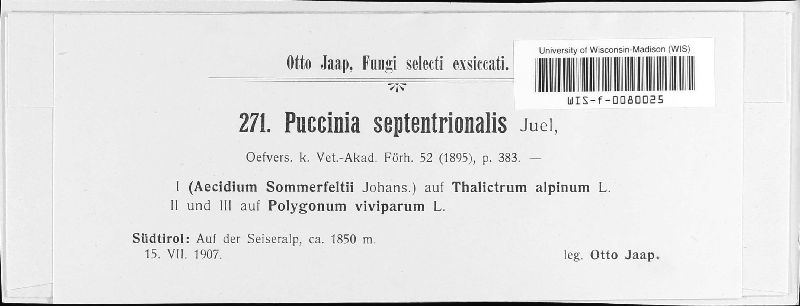 Otto Jaap, Fungi selecti exsiccati.
University of Wisconsin-Madison (WIS)
WIS-f-0080025
271. Puccinia septentrionalis Juel,
Oefvers. k. Vet.-Akad. Förh. 52 (1895), p. 383. —
I (Aecidium Sommerfeltii Johans.) auf Thalictrum alpinum L.
II und III auf Polygonum viviparum L.
Südtirol: Auf der Seiseralp, ca. 1850 m.
15. VII. 1907. leg. Otto Jaap.